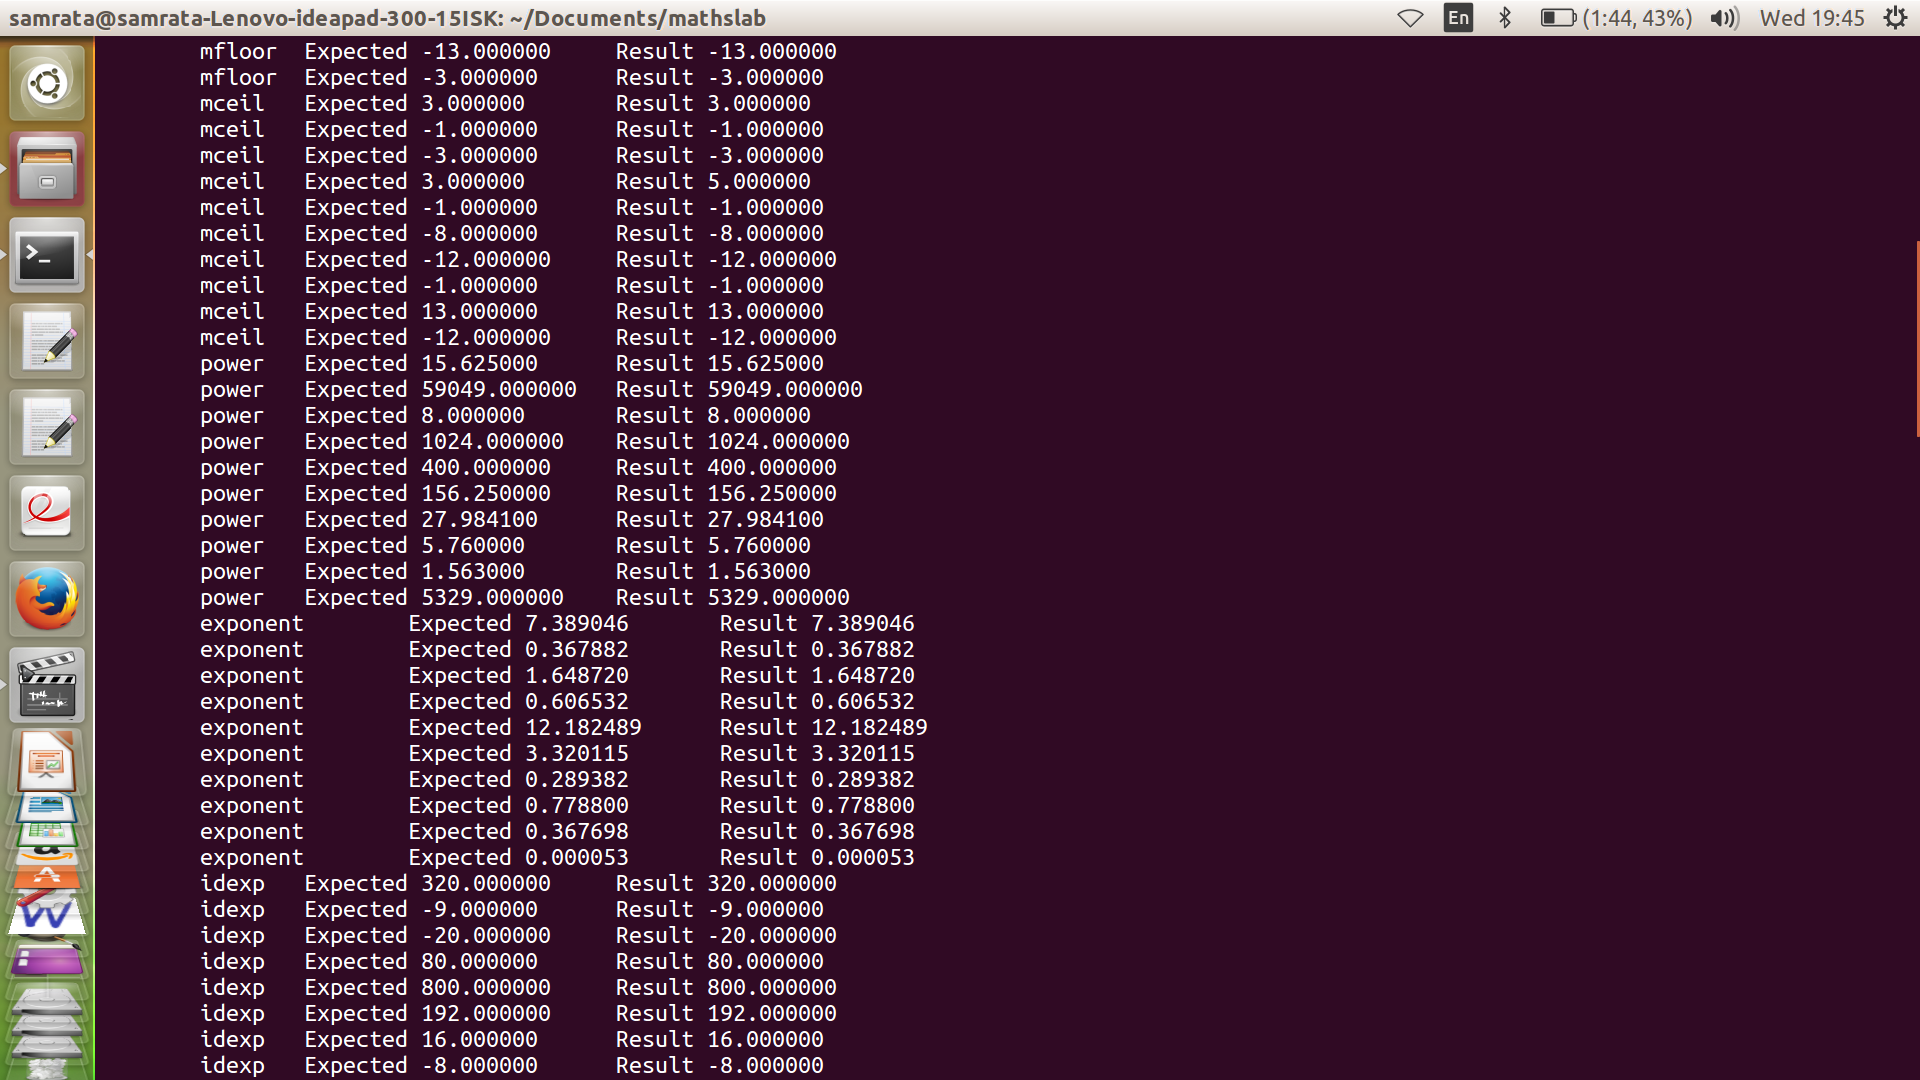 samrata@samrata-Lenovo-ideapad-300-15ISK: ~/Documents/mathslab En (1:44, 43%) Wed 19:45
mfloor Expected -13.000000 Result -13.000000
mfloor Expected -3.000000 Result -3.000000
mceil Expected 3.000000 Result 3.000000
mceil Expected -1.000000 Result -1.000000
mceil Expected -3.000000 Result -3.000000
mceil Expected 3.000000 Result 5.000000
mceil Expected -1.000000 Result -1.000000
mceil Expected -8.000000 Result -8.000000
mceil Expected -12.000000 Result -12.000000
mceil Expected -1.000000 Result -1.000000
mceil Expected 13.000000 Result 13.000000
mceil Expected -12.000000 Result -12.000000
power Expected 15.625000 Result 15.625000
power Expected 59049.000000 Result 59049.000000
power Expected 8.000000 Result 8.000000
power Expected 1024.000000 Result 1024.000000
power Expected 400.000000 Result 400.000000
power Expected 156.250000 Result 156.250000
power Expected 27.984100 Result 27.984100
power Expected 5.760000 Result 5.760000
power Expected 1.563000 Result 1.563000
power Expected 5329.000000 Result 5329.000000
exponent Expected 7.389046 Result 7.389046
exponent Expected 0.367882 Result 0.367882
exponent Expected 1.648720 Result 1.648720
exponent Expected 0.606532 Result 0.606532
exponent Expected 12.182489 Result 12.182489
exponent Expected 3.320115 Result 3.320115
exponent Expected 0.289382 Result 0.289382
exponent Expected 0.778800 Result 0.778800
exponent Expected 0.367698 Result 0.367698
exponent Expected 0.000053 Result 0.000053
idexp Expected 320.000000 Result 320.000000
idexp Expected -9.000000 Result -9.000000
idexp Expected -20.000000 Result -20.000000
idexp Expected 80.000000 Result 80.000000
idexp Expected 800.000000 Result 800.000000
idexp Expected 192.000000 Result 192.000000
idexp Expected 16.000000 Result 16.000000
idexp Expected -8.000000 Result -8.000000